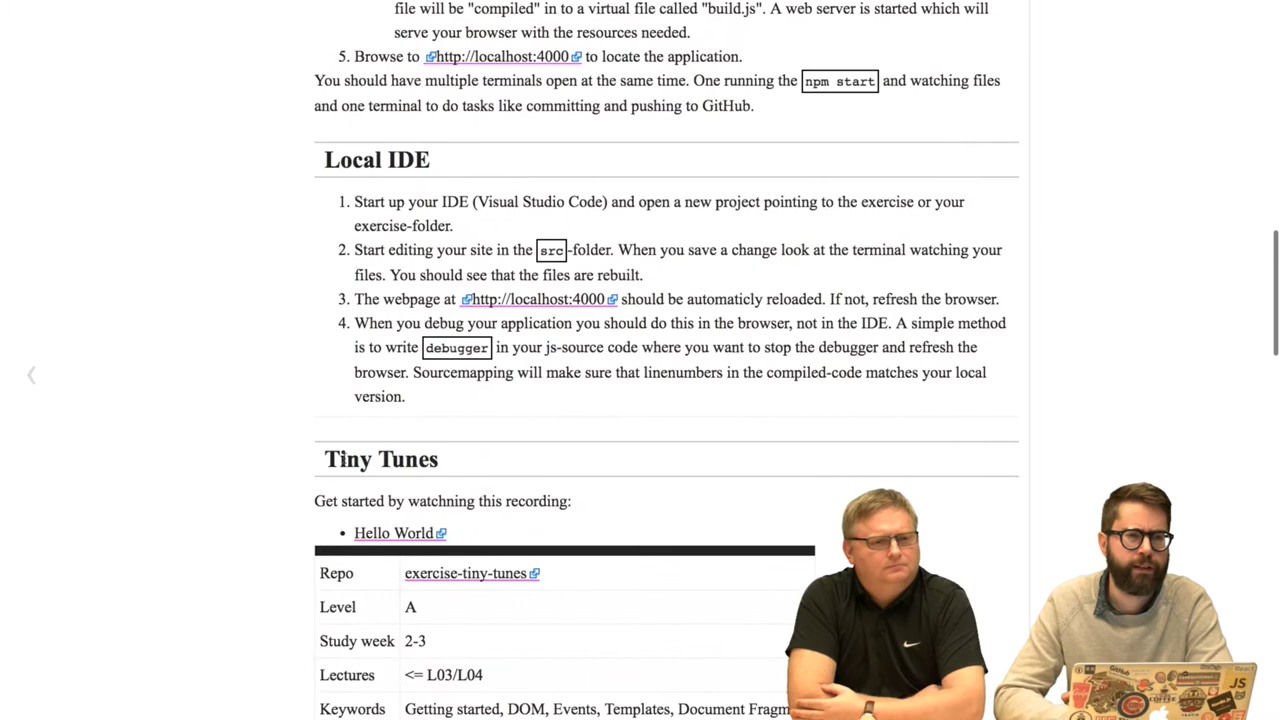 file will be "compiled" in to a virtual file called "build.js". A web server is started which will
serve your browser with the resources needed.
5. Browse to http://localhost:4000 to locate the application.
You should have multiple terminals open at the same time. One running the npm start and watching files
and one terminal to do tasks like committing and pushing to GitHub.
Local IDE
1. Start up your IDE (Visual Studio Code) and open a new project pointing to the exercise or your
exercise-folder.
2. Start editing your site in the src-folder. When you save a change look at the terminal watching your
files. You should see that the files are rebuilt.
3. The webpage at http://localhost:4000 should be automaticly reloaded. If not, refresh the browser.
4. When you debug your application you should do this in the browser, not in the IDE. A simple method
is to write debugger in your js-source code where you want to stop the debugger and refresh the
browser. Sourcemapping will make sure that linenumbers in the compiled-code matches your local
version.
Tiny Tunes
Get started by watchning this recording:
• Hello World
Repo exercise-tiny-tunes
Level A
Study week 2-3
Lectures <= L03/L04
Keywords Getting started, DOM, Events, Templates, Document Fragm
GitHub
React
JS